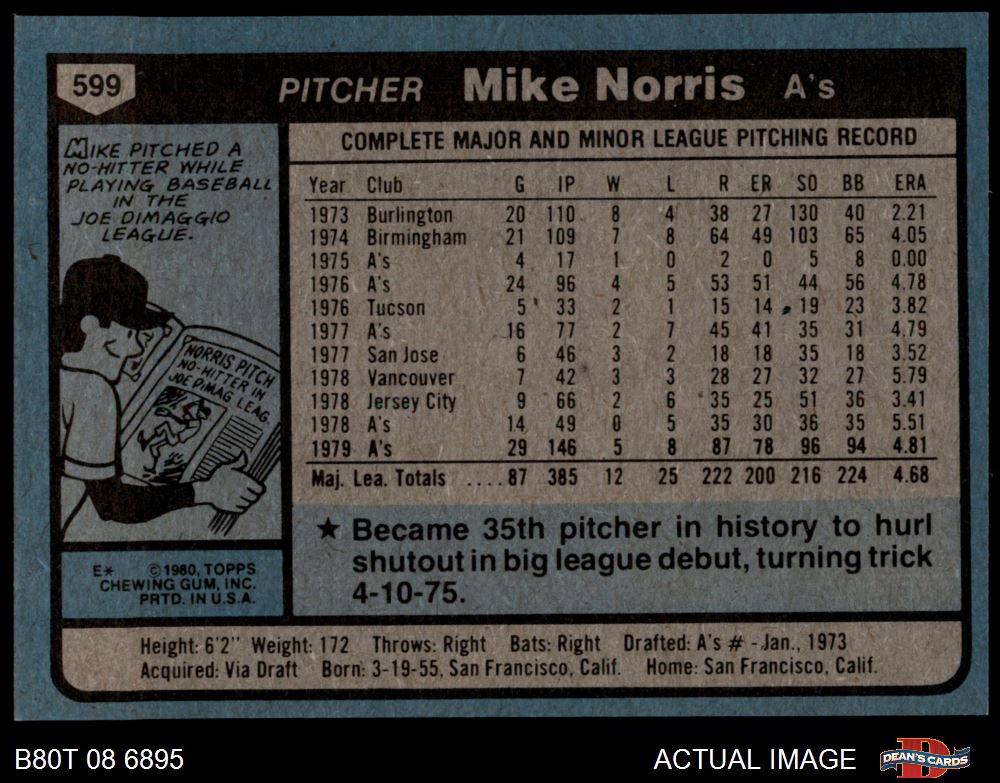 599
PITCHER Mike Norris A's
MIKE PITCHED A
NO-HITTER WHILE
PLAYING BASEBALL
IN THE
JOE DIMAGGIO
LEAGUE.
NORRIS PITCH
NO-HITTER IN
JOE DIMAG LEAG.
E* © 1980, TOPPS
CHEWING GUM, INC.
PRTD. IN U.S.A.
COMPLETE MAJOR AND MINOR LEAGUE PITCHING RECORD
Year Club G IP W L R ER SO BB ERA
1973 Burlington 20 110 8 4 38 27 130 40 2.21
1974 Birmingham 21 109 7 8 64 49 103 65 4.05
1975 A's 4 17 1 0 2 0 5 8 0.00
1976 A's 24 96 4 5 53 51 44 56 4.78
1976 Tucson 5 33 2 1 15 14 19 23 3.82
1977 A's 16 77 2 7 45 41 35 31 4.79
1977 San Jose 6 46 3 2 18 18 35 18 3.52
1978 Vancouver 7 42 3 3 28 27 32 27 5.79
1978 Jersey City 9 66 2 6 35 25 51 36 3.41
1978 A's 14 49 0 5 35 30 36 35 5.51
1979 A's 29 146 5 8 87 78 96 94 4.81
Maj. Lea. Totals ....87 385 12 25 222 200 216 224 4.68
★ Became 35th pitcher in history to hurl
shutout in big league debut, turning trick
4-10-75.
Height: 6'2" Weight: 172 Throws: Right Bats: Right Drafted: A's # - Jan., 1973
Acquired: Via Draft Born: 3-19-55, San Francisco, Calif. Home: San Francisco, Calif.
B80T 08 6895
ACTUAL IMAGE
DEAN'S CARDS